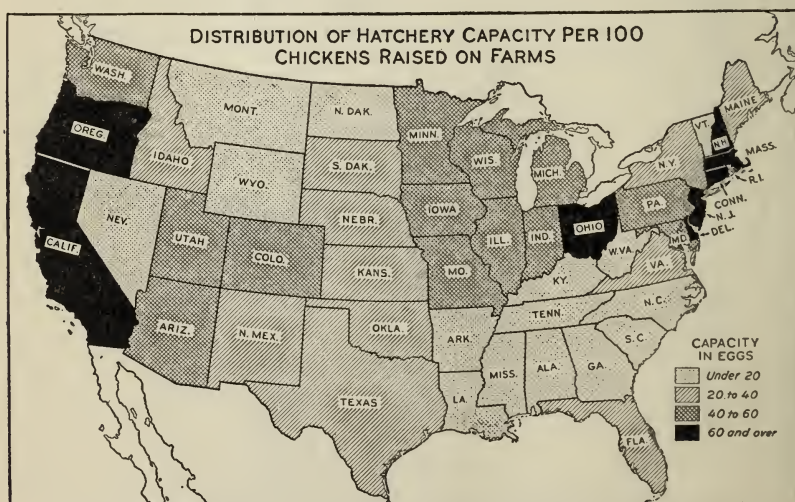 DISTRIBUTION OF HATCHERY CAPACITY PER 100
CHICKENS RAISED ON FARMS
WASH.
MONT.
N. DAK.
MINN.
VT.
MAINE
OREG.
N.H.
IDAHO
S. DAK.
WIS.
MICH.
N.Y.
MASS.
WYO.
R.I.
CONN.
NEBR.
IOWA
PA.
N.J.
NEV.
OHIO
DEL.
UTAH
ILL.
IND.
MD.
CALIF.
COLO.
W.VA.
KANS.
MO.
VA.
KY.
N.C.
TENN.
ARIZ.
N. MEX.
OKLA.
ARK.
S.C.
MISS.
ALA.
GA.
TEXAS
LA.
FLA.
CAPACITY
IN EGGS
Under 20
20 to 40
40 to 60
60 and over